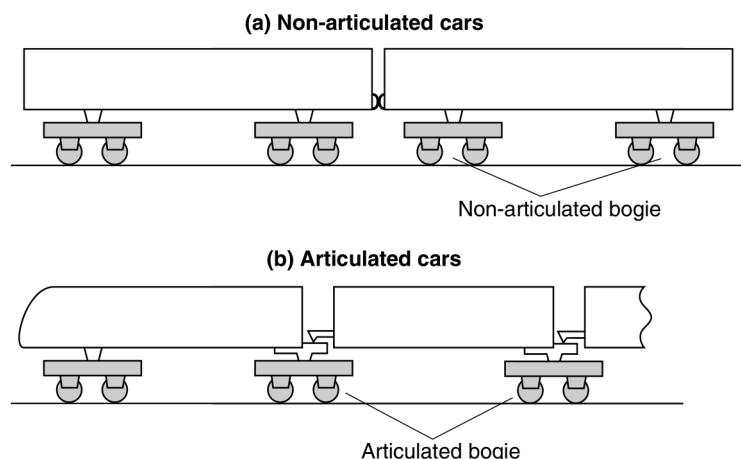 (a) Non-articulated cars
Non-articulated bogie
(b) Articulated cars
Articulated bogie